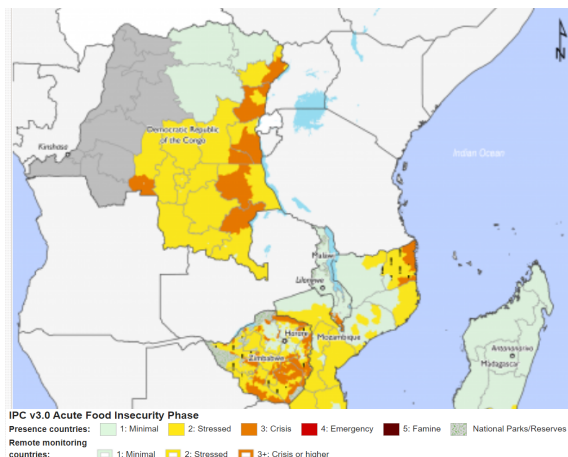 N
Democratic Republic
of the Congo
Kinshasa
Indian Ocean
Malawi
Lilongwe
Harare
Mozambique
Zimbabwe
Antananarivo
Madagascar
IPC v3.0 Acute Food Insecurity Phase
Presence countries: 1: Minimal 2: Stressed 3: Crisis 4: Emergency 5: Famine National Parks/Reserves
Remote monitoring
countries: 1: Minimal 2: Stressed 3+: Crisis or higher